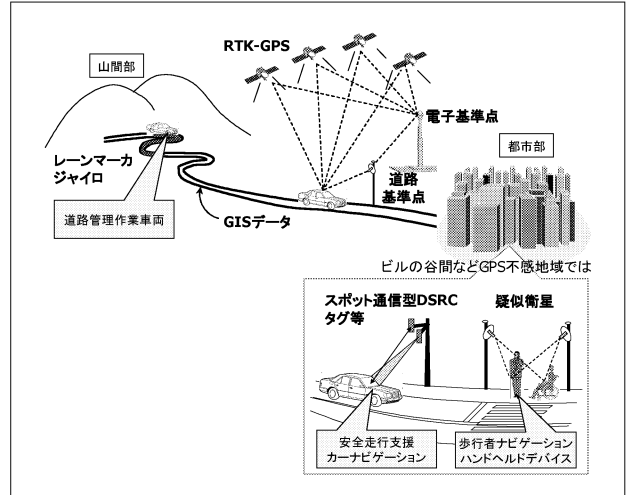 RTK-GPS
山間部
電子基準点
都市部
レーンマーカ
ジャイロ
道路
基準点
道路管理作業車両
GISデータ
ビルの谷間などGPS不感地域では
スポット通信型DSRC
タグ等
疑似衛星
安全走行支援
カーナビゲーション
歩行者ナビゲーション
ハンドヘルドデバイス